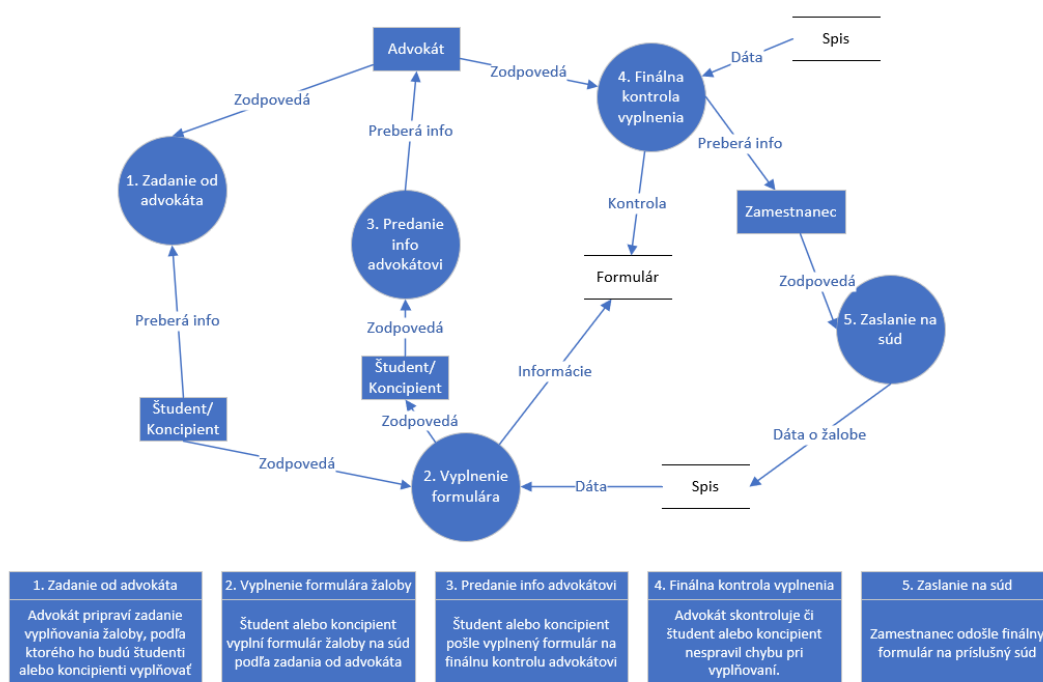 Advokát
Zodpovedá
4. Finálna
kontrola
vyplnenia
Dáta
Spis
Zodpovedá
Preberá info
Preberá info
1. Zadanie od
advokáta
3. Predanie
info
advokátovi
Kontrola
Zamestnanec
Formulár
Zodpovedá
Preberá info
Zodpovedá
5. Zaslanie na
súd
Študent/
Koncipient
Informácie
Študent/
Koncipient
Zodpovedá
Zodpovedá
Dáta o žalobe
2. Vyplnenie
formulára
Dáta
Spis
1. Zadanie od advokáta
Advokát pripraví zadanie
vyplňovania žaloby, podľa
ktorého ho budú študenti
alebo koncipienti vyplňovať
2. Vyplnenie formulára žaloby
Študent alebo koncipient
vyplní formulár žaloby na súd
podľa zadania od advokáta
3. Predanie info advokátovi
Študent alebo koncipient
pošle vyplnený formulár na
finálnu kontrolu advokátovi
4. Finálna kontrola vyplnenia
Advokát skontroluje či
študent alebo koncipient
nespravil chybu pri
vyplňovaní.
5. Zaslanie na súd
Zamestnanec odošle finálny
formulár na príslušný súd